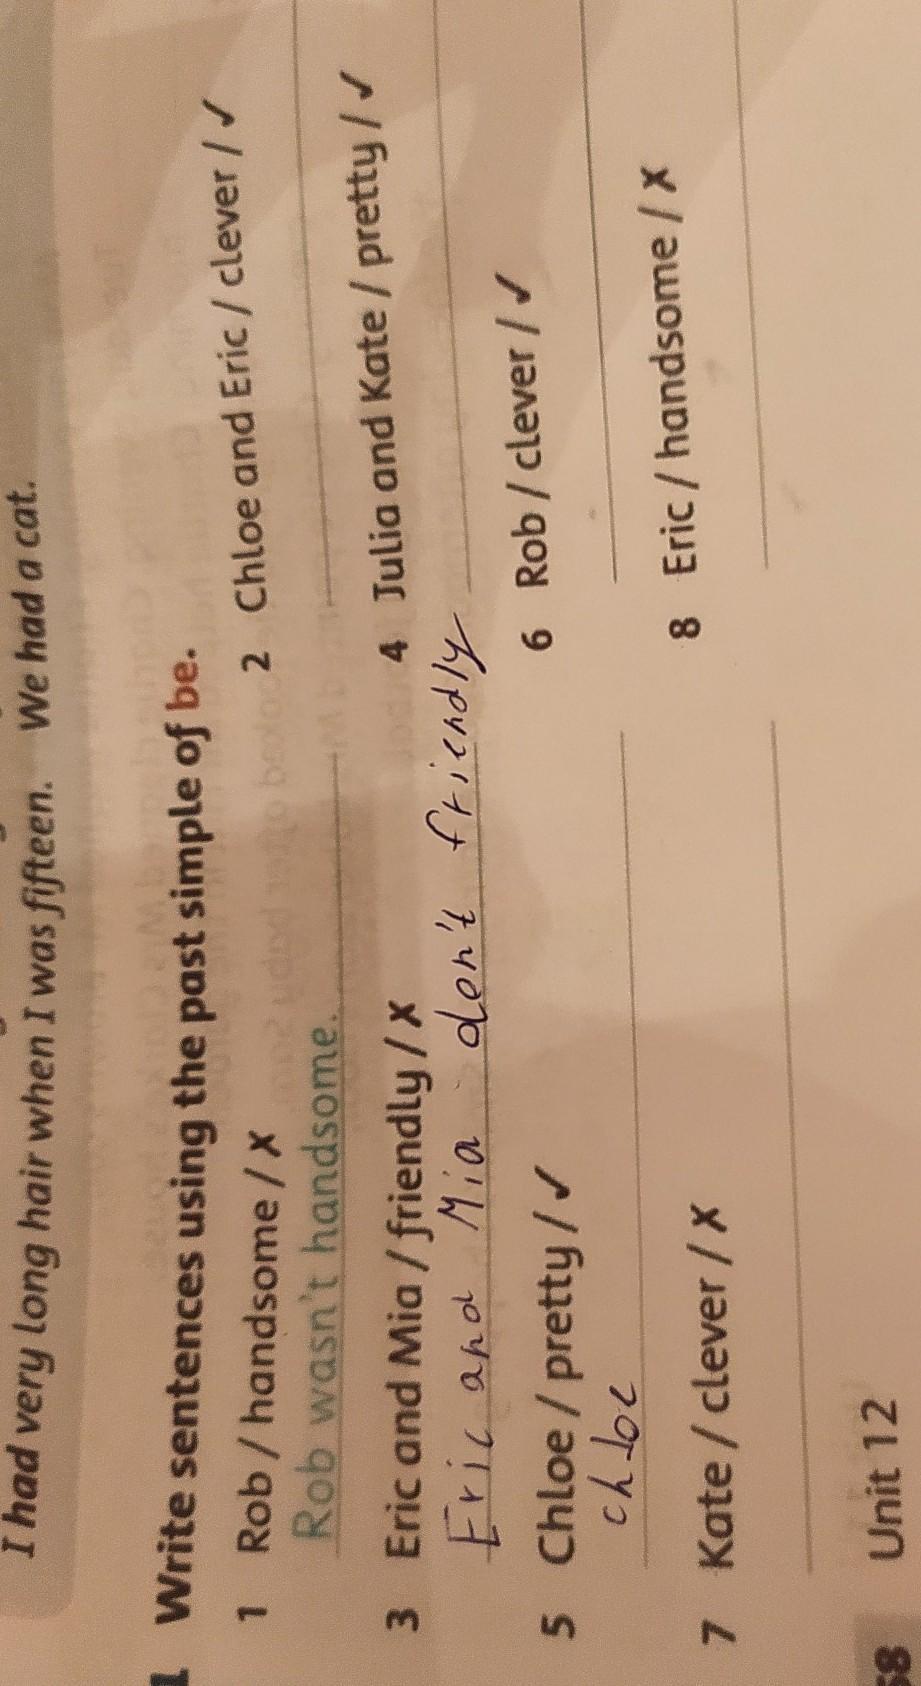 I had very long hair when I was fifteen. We had a cat.
1 Write sentences using the past simple of be.
1 Rob / handsome / ✗
Rob wasn't handsome.
2 Chloe and Eric / clever / ✓
3 Eric and Mia / friendly / ✗
Eric and Mia don't friendly
4 Julia and Kate / pretty / ✓
5 Chloe / pretty / ✓
chloe
6 Rob / clever / ✓
7 Kate / clever / ✗
8 Eric / handsome / ✗
68 Unit 12